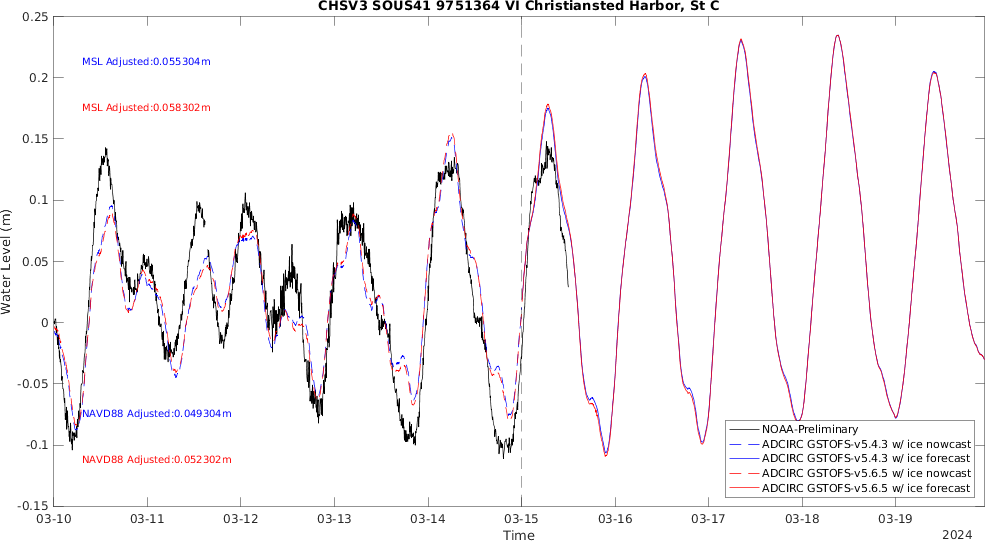 CHSV3 SOUS41 9751364 VI Christiansted Harbor, St C
Water Level (m)
0.25
0.2
0.15
0.1
0.05
0
-0.05
-0.1
-0.15
MSL Adjusted:0.055304m
MSL Adjusted:0.058302m
NAVD88 Adjusted:0.049304m
NAVD88 Adjusted:0.052302m
NOAA-Preliminary
ADCIRC GSTOFS-v5.4.3 w/ ice nowcast
ADCIRC GSTOFS-v5.4.3 w/ ice forecast
ADCIRC GSTOFS-v5.6.5 w/ ice nowcast
ADCIRC GSTOFS-v5.6.5 w/ ice forecast
03-10 03-11 03-12 03-13 03-14 03-15 03-16 03-17 03-18 03-19
Time
2024